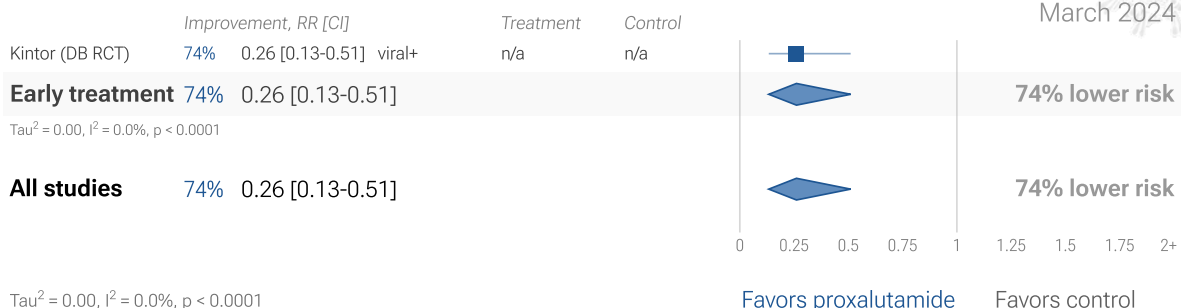 March 2024
Improvement, RR [CI] Treatment Control
Kintor (DB RCT) 74% 0.26 [0.13-0.51] viral+ n/a n/a
Early treatment 74% 0.26 [0.13-0.51] 74% lower risk
Tau² = 0.00, I² = 0.0%, p < 0.0001
All studies 74% 0.26 [0.13-0.51] 74% lower risk
0 0.25 0.5 0.75 1 1.25 1.5 1.75 2+
Tau² = 0.00, I² = 0.0%, p < 0.0001 Favors proxalutamide Favors control